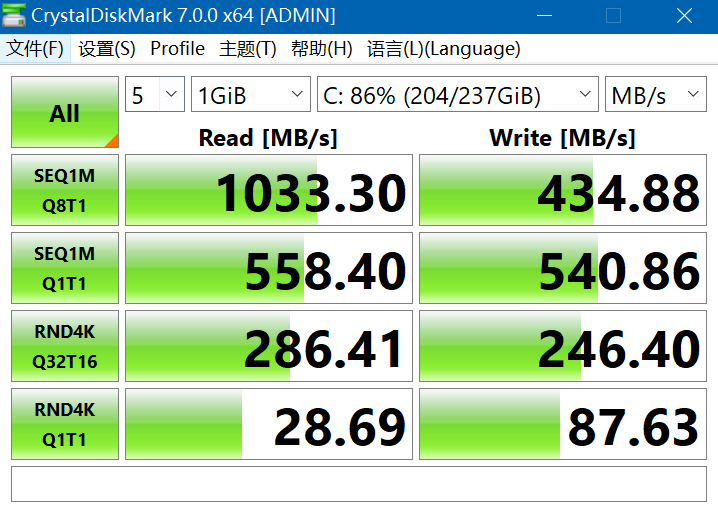 CrystalDiskMark 7.0.0 x64 [ADMIN]
文件(F) 设置(S) Profile 主题(T) 帮助(H) 语言(L)(Language)
All 5 1GiB C: 86% (204/237GiB) MB/s
Read [MB/s] Write [MB/s]
SEQ1M
Q8T1
1033.30 434.88
SEQ1M
Q1T1
558.40 540.86
RND4K
Q32T16
286.41 246.40
RND4K
Q1T1
28.69 87.63